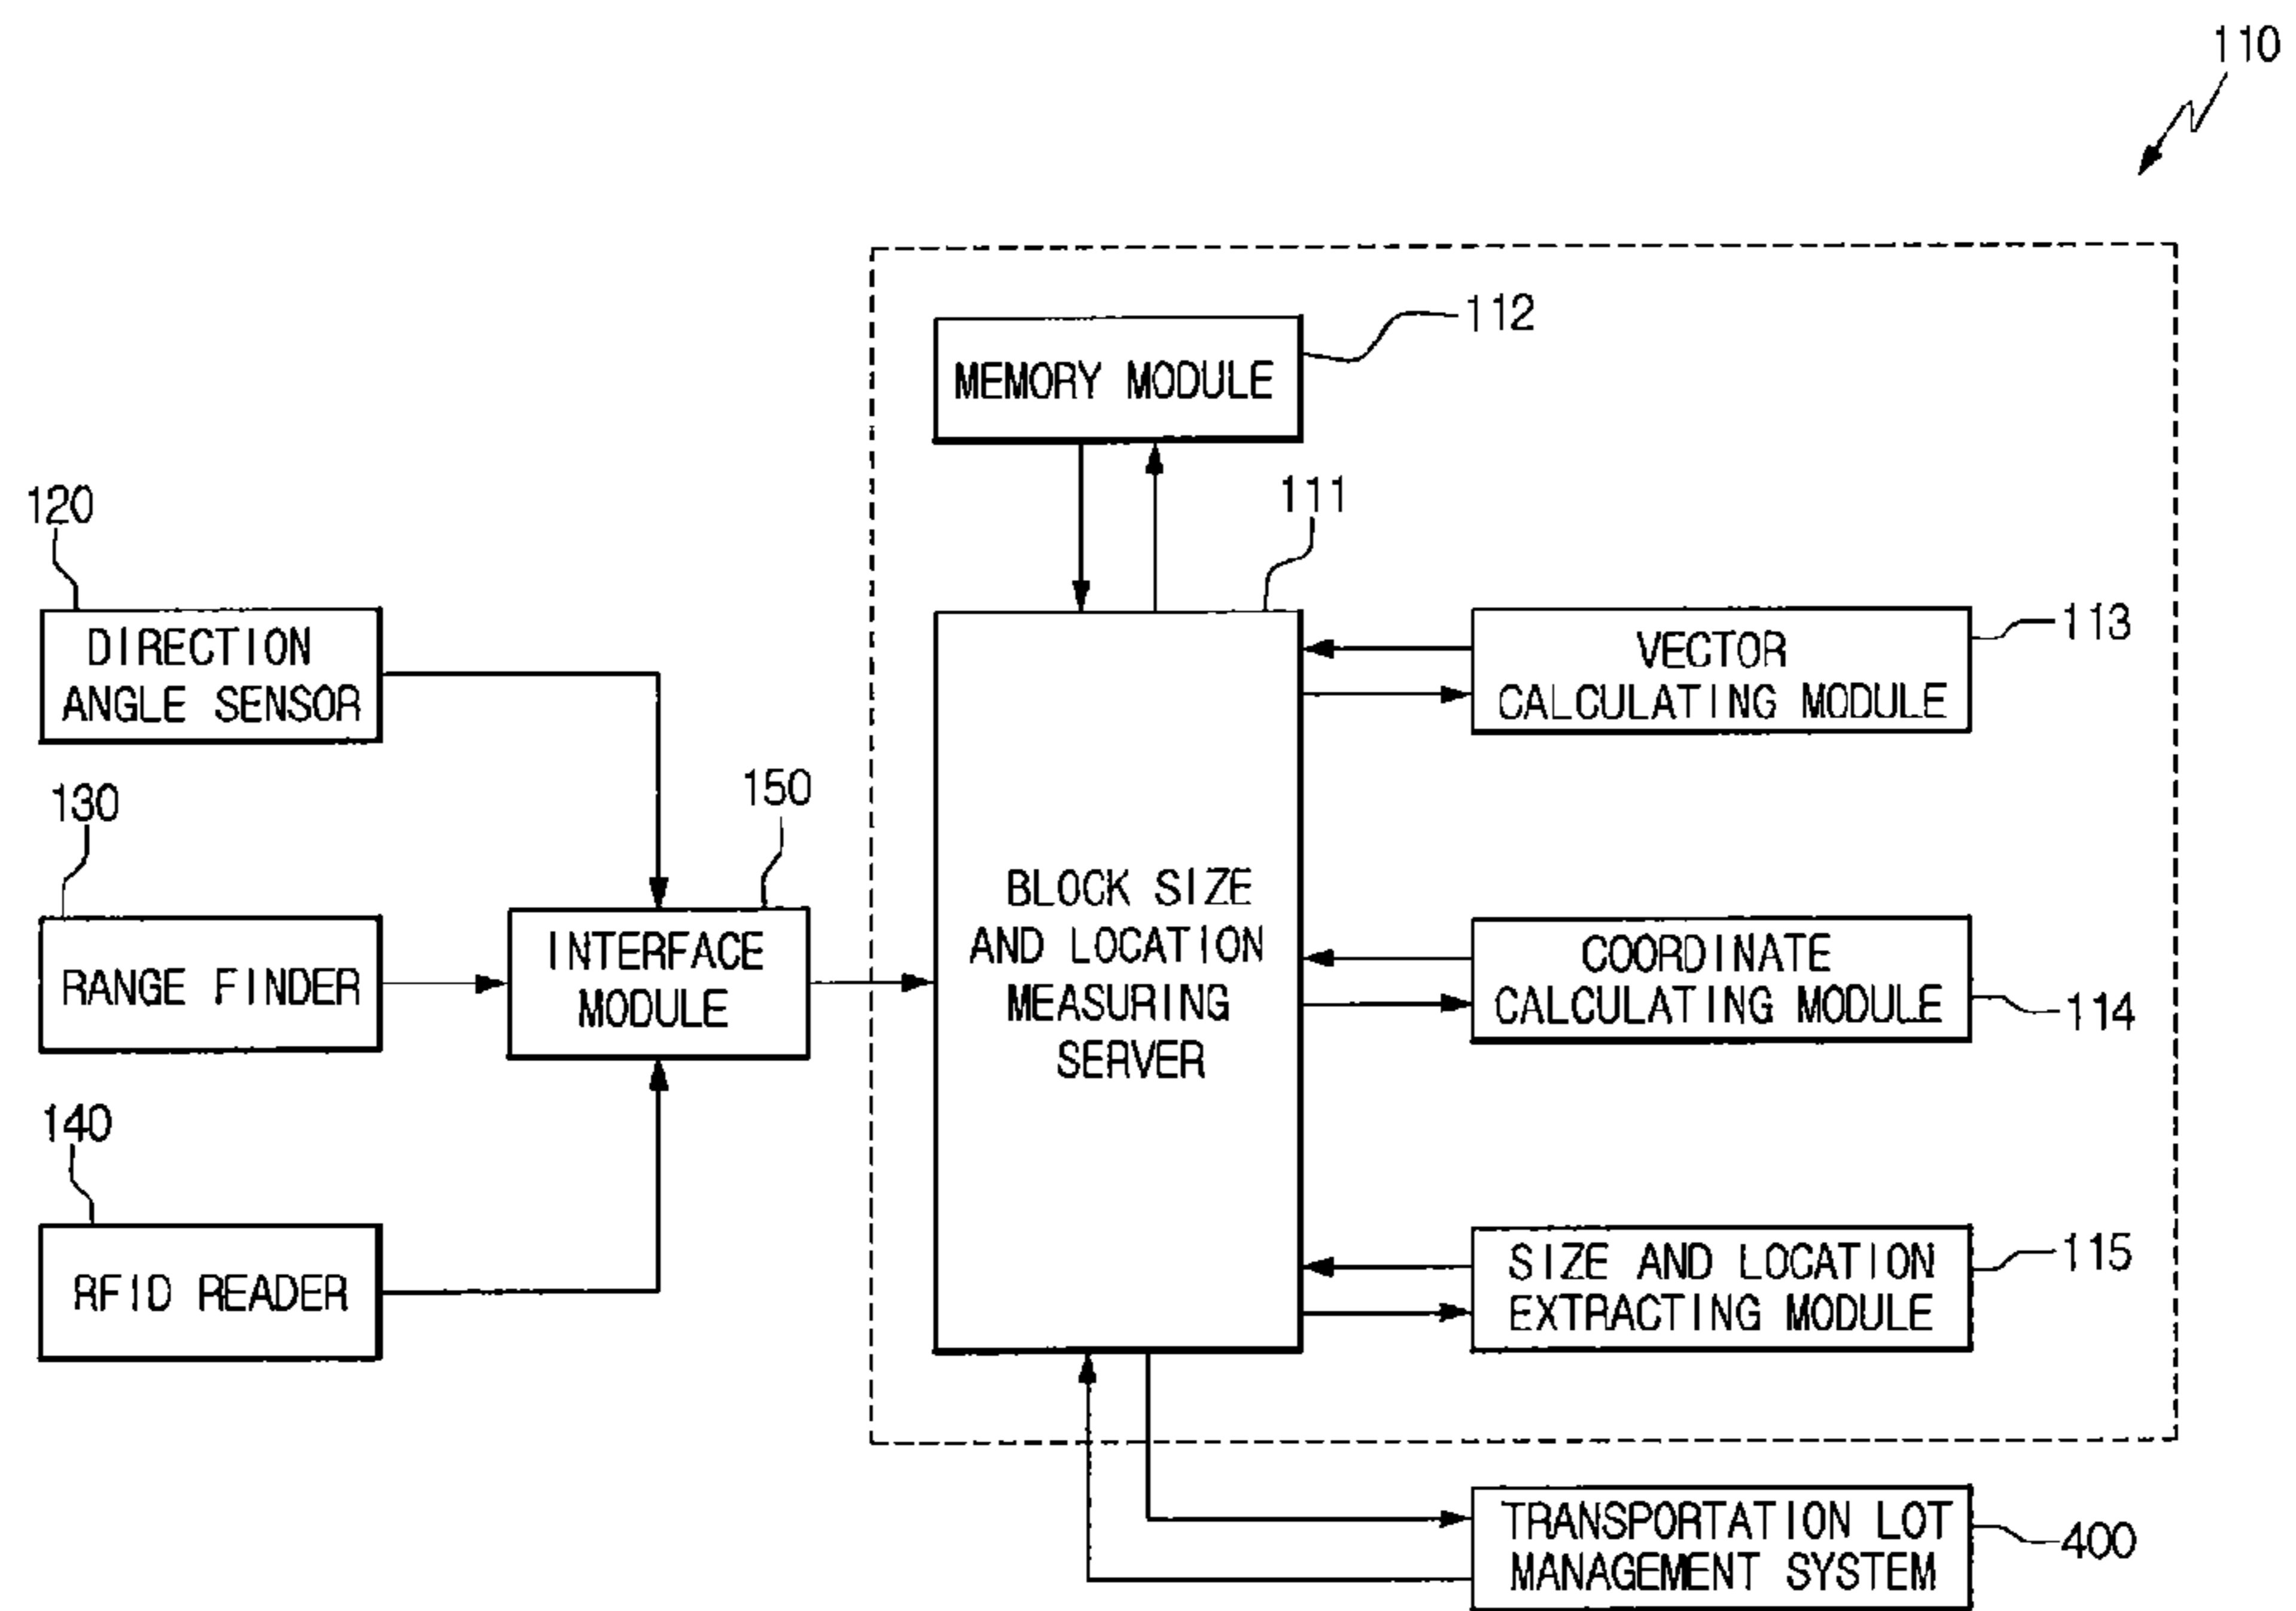 110
112
MEMORY MODULE
111
120
DIRECTION
ANGLE SENSOR
113
VECTOR
CALCULATING MODULE
130
RANGE FINDER
150
INTERFACE
MODULE
BLOCK SIZE
AND LOCATION
MEASURING
SERVER
COORDINATE
CALCULATING MODULE
114
140
RFID READER
115
SIZE AND LOCATION
EXTRACTING MODULE
TRANSPORTATION LOT
MANAGEMENT SYSTEM
400